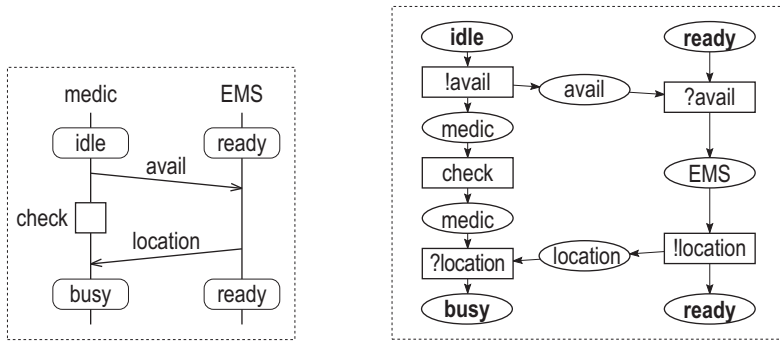 medic EMS
idle ready
avail
check
location
busy ready
idle ready
!avail avail ?avail
medic
check EMS
medic
?location location !location
busy ready